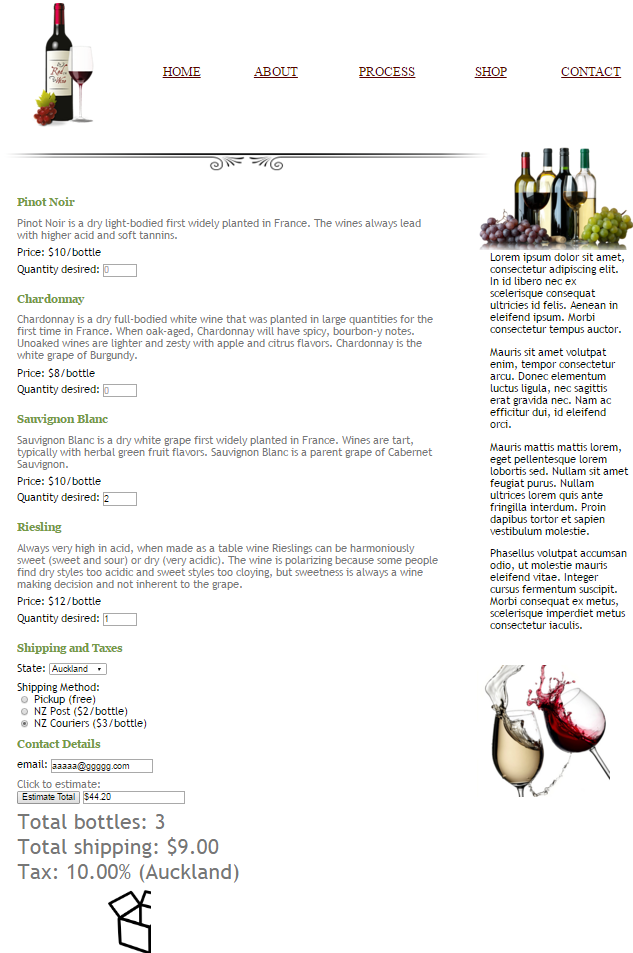 HOME ABOUT PROCESS SHOP CONTACT
Pinot Noir
Pinot Noir is a dry light-bodied first widely planted in France. The wines always lead
with higher acid and soft tannins.
Price: $10/bottle
Quantity desired: 0
Chardonnay
Chardonnay is a dry full-bodied white wine that was planted in large quantities for the
first time in France. When oak-aged, Chardonnay will have spicy, bourbon-y notes.
Unoaked wines are lighter and zesty with apple and citrus flavors. Chardonnay is the
white grape of Burgundy.
Price: $8/bottle
Quantity desired: 0
Sauvignon Blanc
Sauvignon Blanc is a dry white grape first widely planted in France. Wines are tart,
typically with herbal green fruit flavors. Sauvignon Blanc is a parent grape of Cabernet
Sauvignon.
Price: $10/bottle
Quantity desired: 2
Riesling
Always very high in acid, when made as a table wine Rieslings can be harmoniously
sweet (sweet and sour) or dry (very acidic). The wine is polarizing because some people
find dry styles too acidic and sweet styles too cloying, but sweetness is always a wine
making decision and not inherent to the grape.
Price: $12/bottle
Quantity desired: 1
Shipping and Taxes
State: Auckland
Shipping Method:
Pickup (free)
NZ Post ($2/bottle)
NZ Couriers ($3/bottle)
Contact Details
email: aaaaa@ggggg.com
Click to estimate:
Estimate Total $44.20
Total bottles: 3
Total shipping: $9.00
Tax: 10.00% (Auckland)
Lorem ipsum dolor sit amet,
consectetur adipiscing elit.
In id libero nec ex
scelerisque consequat
ultricies id felis. Aenean in
eleifend ipsum. Morbi
consectetur tempus auctor.
Mauris sit amet volutpat
enim, tempor consectetur
arcu. Donec elementum
luctus ligula, nec sagittis
erat gravida nec. Nam ac
efficitur dui, id eleifend
orci.
Mauris mattis mattis lorem,
eget pellentesque lorem
lobortis sed. Nullam sit amet
feugiat purus. Nullam
ultrices lorem quis ante
fringilla interdum. Proin
dapibus tortor et sapien
vestibulum molestie.
Phasellus volutpat accumsan
odio, ut molestie mauris
eleifend vitae. Integer
cursus fermentum suscipit.
Morbi consequat ex metus,
scelerisque imperdiet metus
consectetur iaculis.